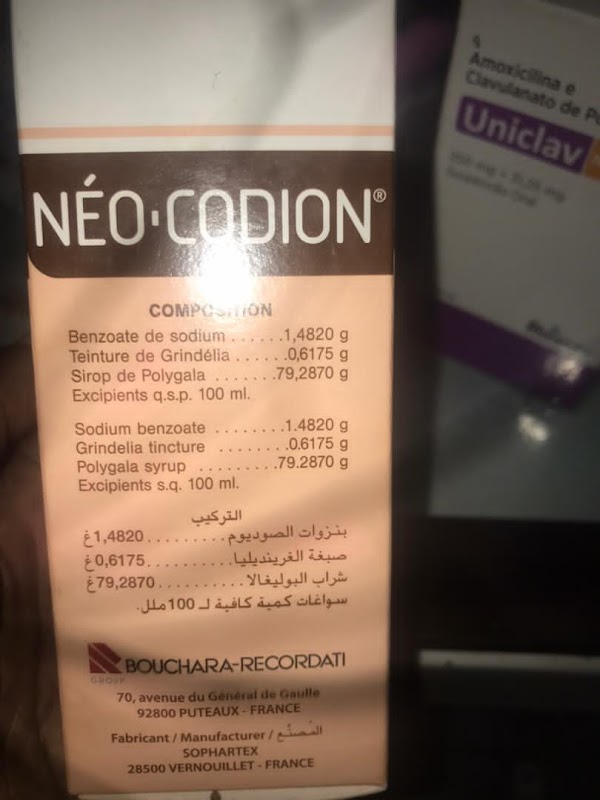 NÉO·CODION®
COMPOSITION
Benzoate de sodium ......1,4820 g
Teinture de Grindélia ......0,6175 g
Sirop de Polygala .......79,2870 g
Excipients q.s.p. 100 ml.
Sodium benzoate ........1.4820 g
Grindelia tincture ........0.6175 g
Polygala syrup .........79.2870 g
Excipients s.q. 100 ml.
التركيب
بنزوات الصوديوم.........1,4820غ
صبغة الغرينديليا...........0,6175غ
شراب البوليغالا..........79,2870غ
سواغات كمية كافية لـ 100ملل.
BOUCHARA-RECORDATI
GROUP
70, avenue du Général de Gaulle
92800 PUTEAUX - FRANCE
Fabricant / Manufacturer / المُصنّع
SOPHARTEX
28500 VERNOUILLET - FRANCE
Amoxicilina e
Clavulanato de
Uniclav
Suspensão Oral